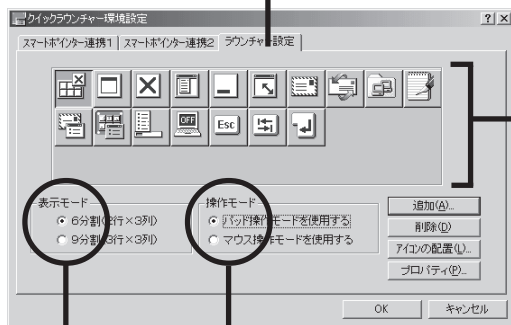 クイックラウンチャー環境設定
スマートポインター連携1 スマートポインター連携2 ラウンチャー設定
OFF
Esc
表示モード
6分割(2行×3列)
9分割(3行×3列)
操作モード
パッド操作モードを使用する
マウス操作モードを使用する
追加(A)...
削除(D)
アイコンの配置(L)...
プロパティ(P)...
OK キャンセル